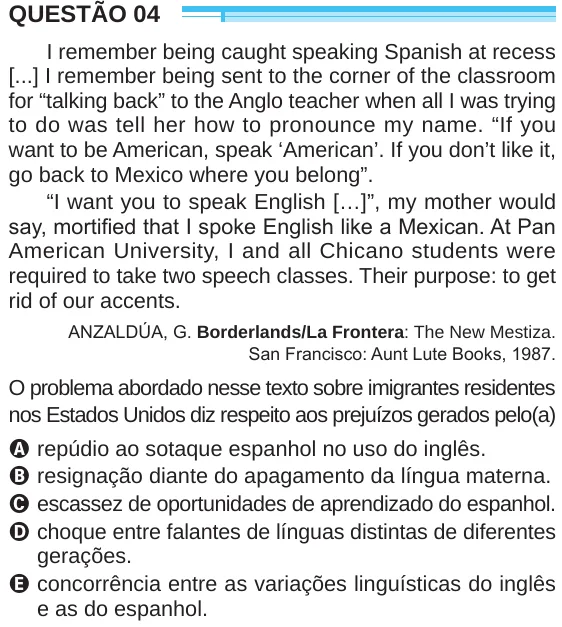 QUESTÃO 04
I remember being caught speaking Spanish at recess
[...] I remember being sent to the corner of the classroom
for “talking back” to the Anglo teacher when all I was trying
to do was tell her how to pronounce my name. “If you
want to be American, speak ‘American’. If you don’t like it,
go back to Mexico where you belong”.
“I want you to speak English […]”, my mother would
say, mortified that I spoke English like a Mexican. At Pan
American University, I and all Chicano students were
required to take two speech classes. Their purpose: to get
rid of our accents.
ANZALDÚA, G. Borderlands/La Frontera: The New Mestiza.
San Francisco: Aunt Lute Books, 1987.
O problema abordado nesse texto sobre imigrantes residentes
nos Estados Unidos diz respeito aos prejuízos gerados pelo(a)
A repúdio ao sotaque espanhol no uso do inglês.
B resignação diante do apagamento da língua materna.
C escassez de oportunidades de aprendizado do espanhol.
D choque entre falantes de línguas distintas de diferentes
gerações.
E concorrência entre as variações linguísticas do inglês
e as do espanhol.